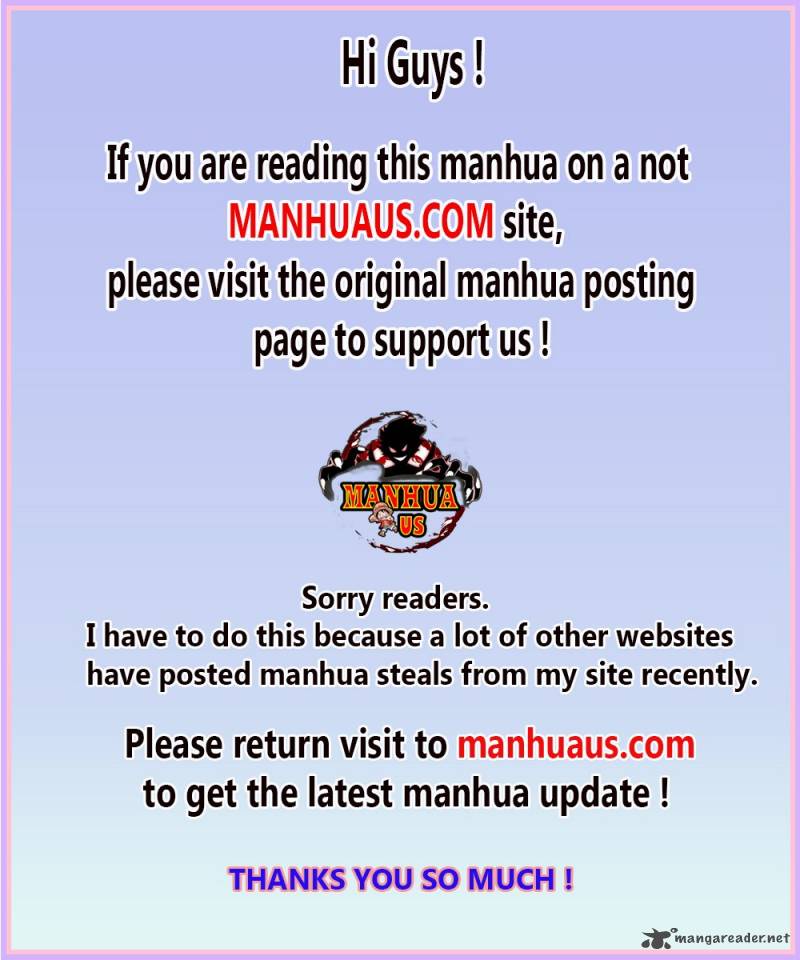 Hi Guys !
If you are reading this manhua on a not
MANHUAUS.COM site,
please visit the original manhua posting
page to support us !
MANHUA
US
Sorry readers.
I have to do this because a lot of other websites
have posted manhua steals from my site recently.
Please return visit to manhuaus.com
to get the latest manhua update !
THANKS YOU SO MUCH !
mangareader.net